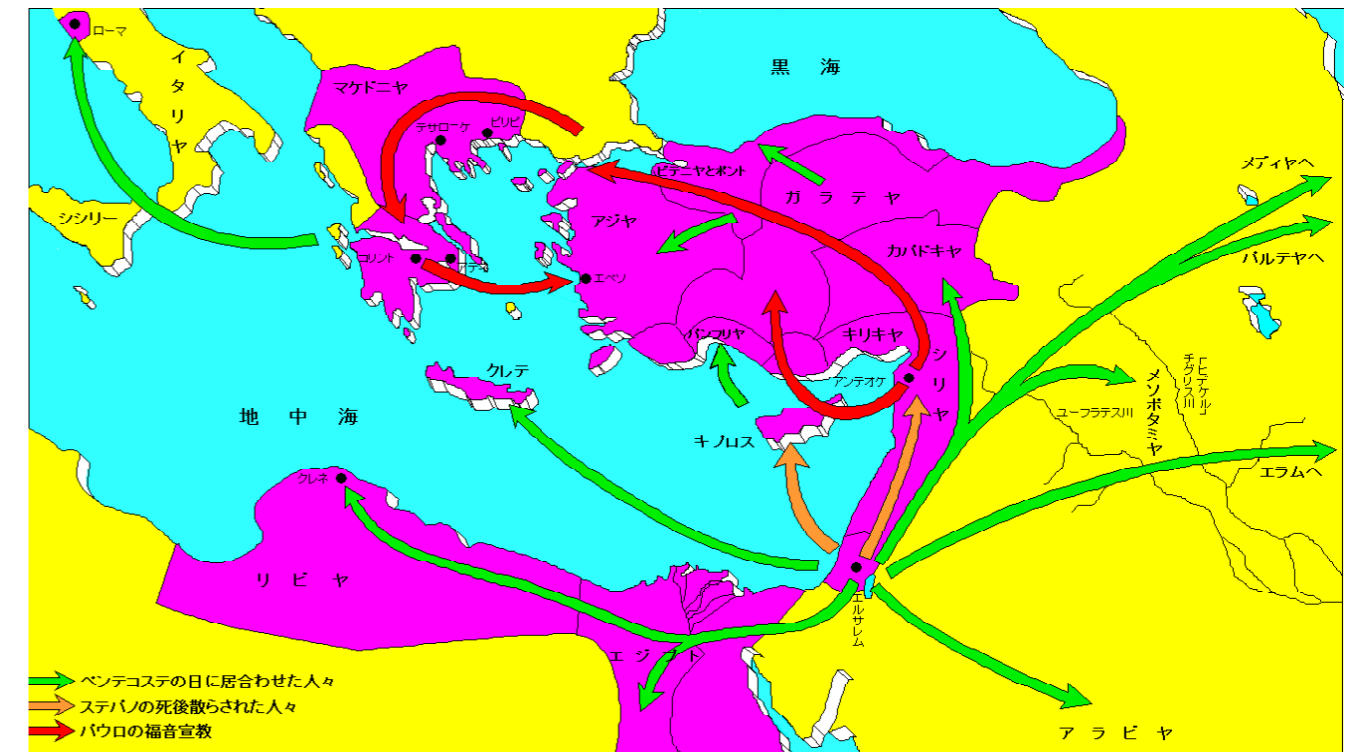 ローマ
イタリヤ
シシリー
マケドニヤ
テサロニケ
ピリピ
黒海
ビテニヤとポント
ガラテヤ
アジヤ
カパドキヤ
コリント
アテネ
エペソ
パンフリヤ
キリキヤ
シリヤ
アンテオケ
メディヤへ
パルテヤへ
クレテ
地中海
キプロス
ユーフラテス川
メソポタミヤ
チグリス川
「ヒデケル」
エラムへ
クレネ
リビヤ
エジプト
エルサレム
アラビヤ
ペンテコステの日に居合わせた人々
ステパノの死後散らされた人々
パウロの福音宣教